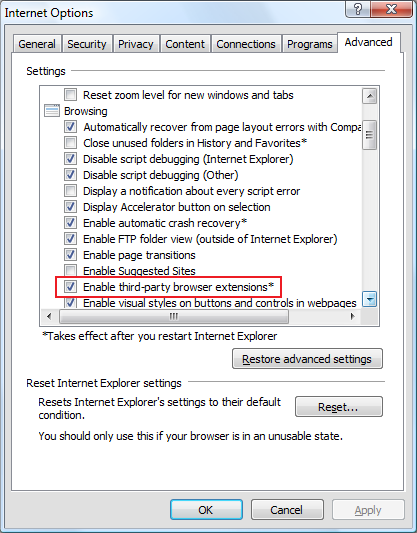 Internet Options
General Security Privacy Content Connections Programs Advanced
Settings
Reset zoom level for new windows and tabs
Browsing
Automatically recover from page layout errors with Compa
Close unused folders in History and Favorites*
Disable script debugging (Internet Explorer)
Disable script debugging (Other)
Display a notification about every script error
Display Accelerator button on selection
Enable automatic crash recovery*
Enable FTP folder view (outside of Internet Explorer)
Enable page transitions
Enable Suggested Sites
Enable third-party browser extensions*
Enable visual styles on buttons and controls in webpages
*Takes effect after you restart Internet Explorer
Restore advanced settings
Reset Internet Explorer settings
Resets Internet Explorer's settings to their default
condition.
Reset...
You should only use this if your browser is in an unusable state.
OK Cancel Apply